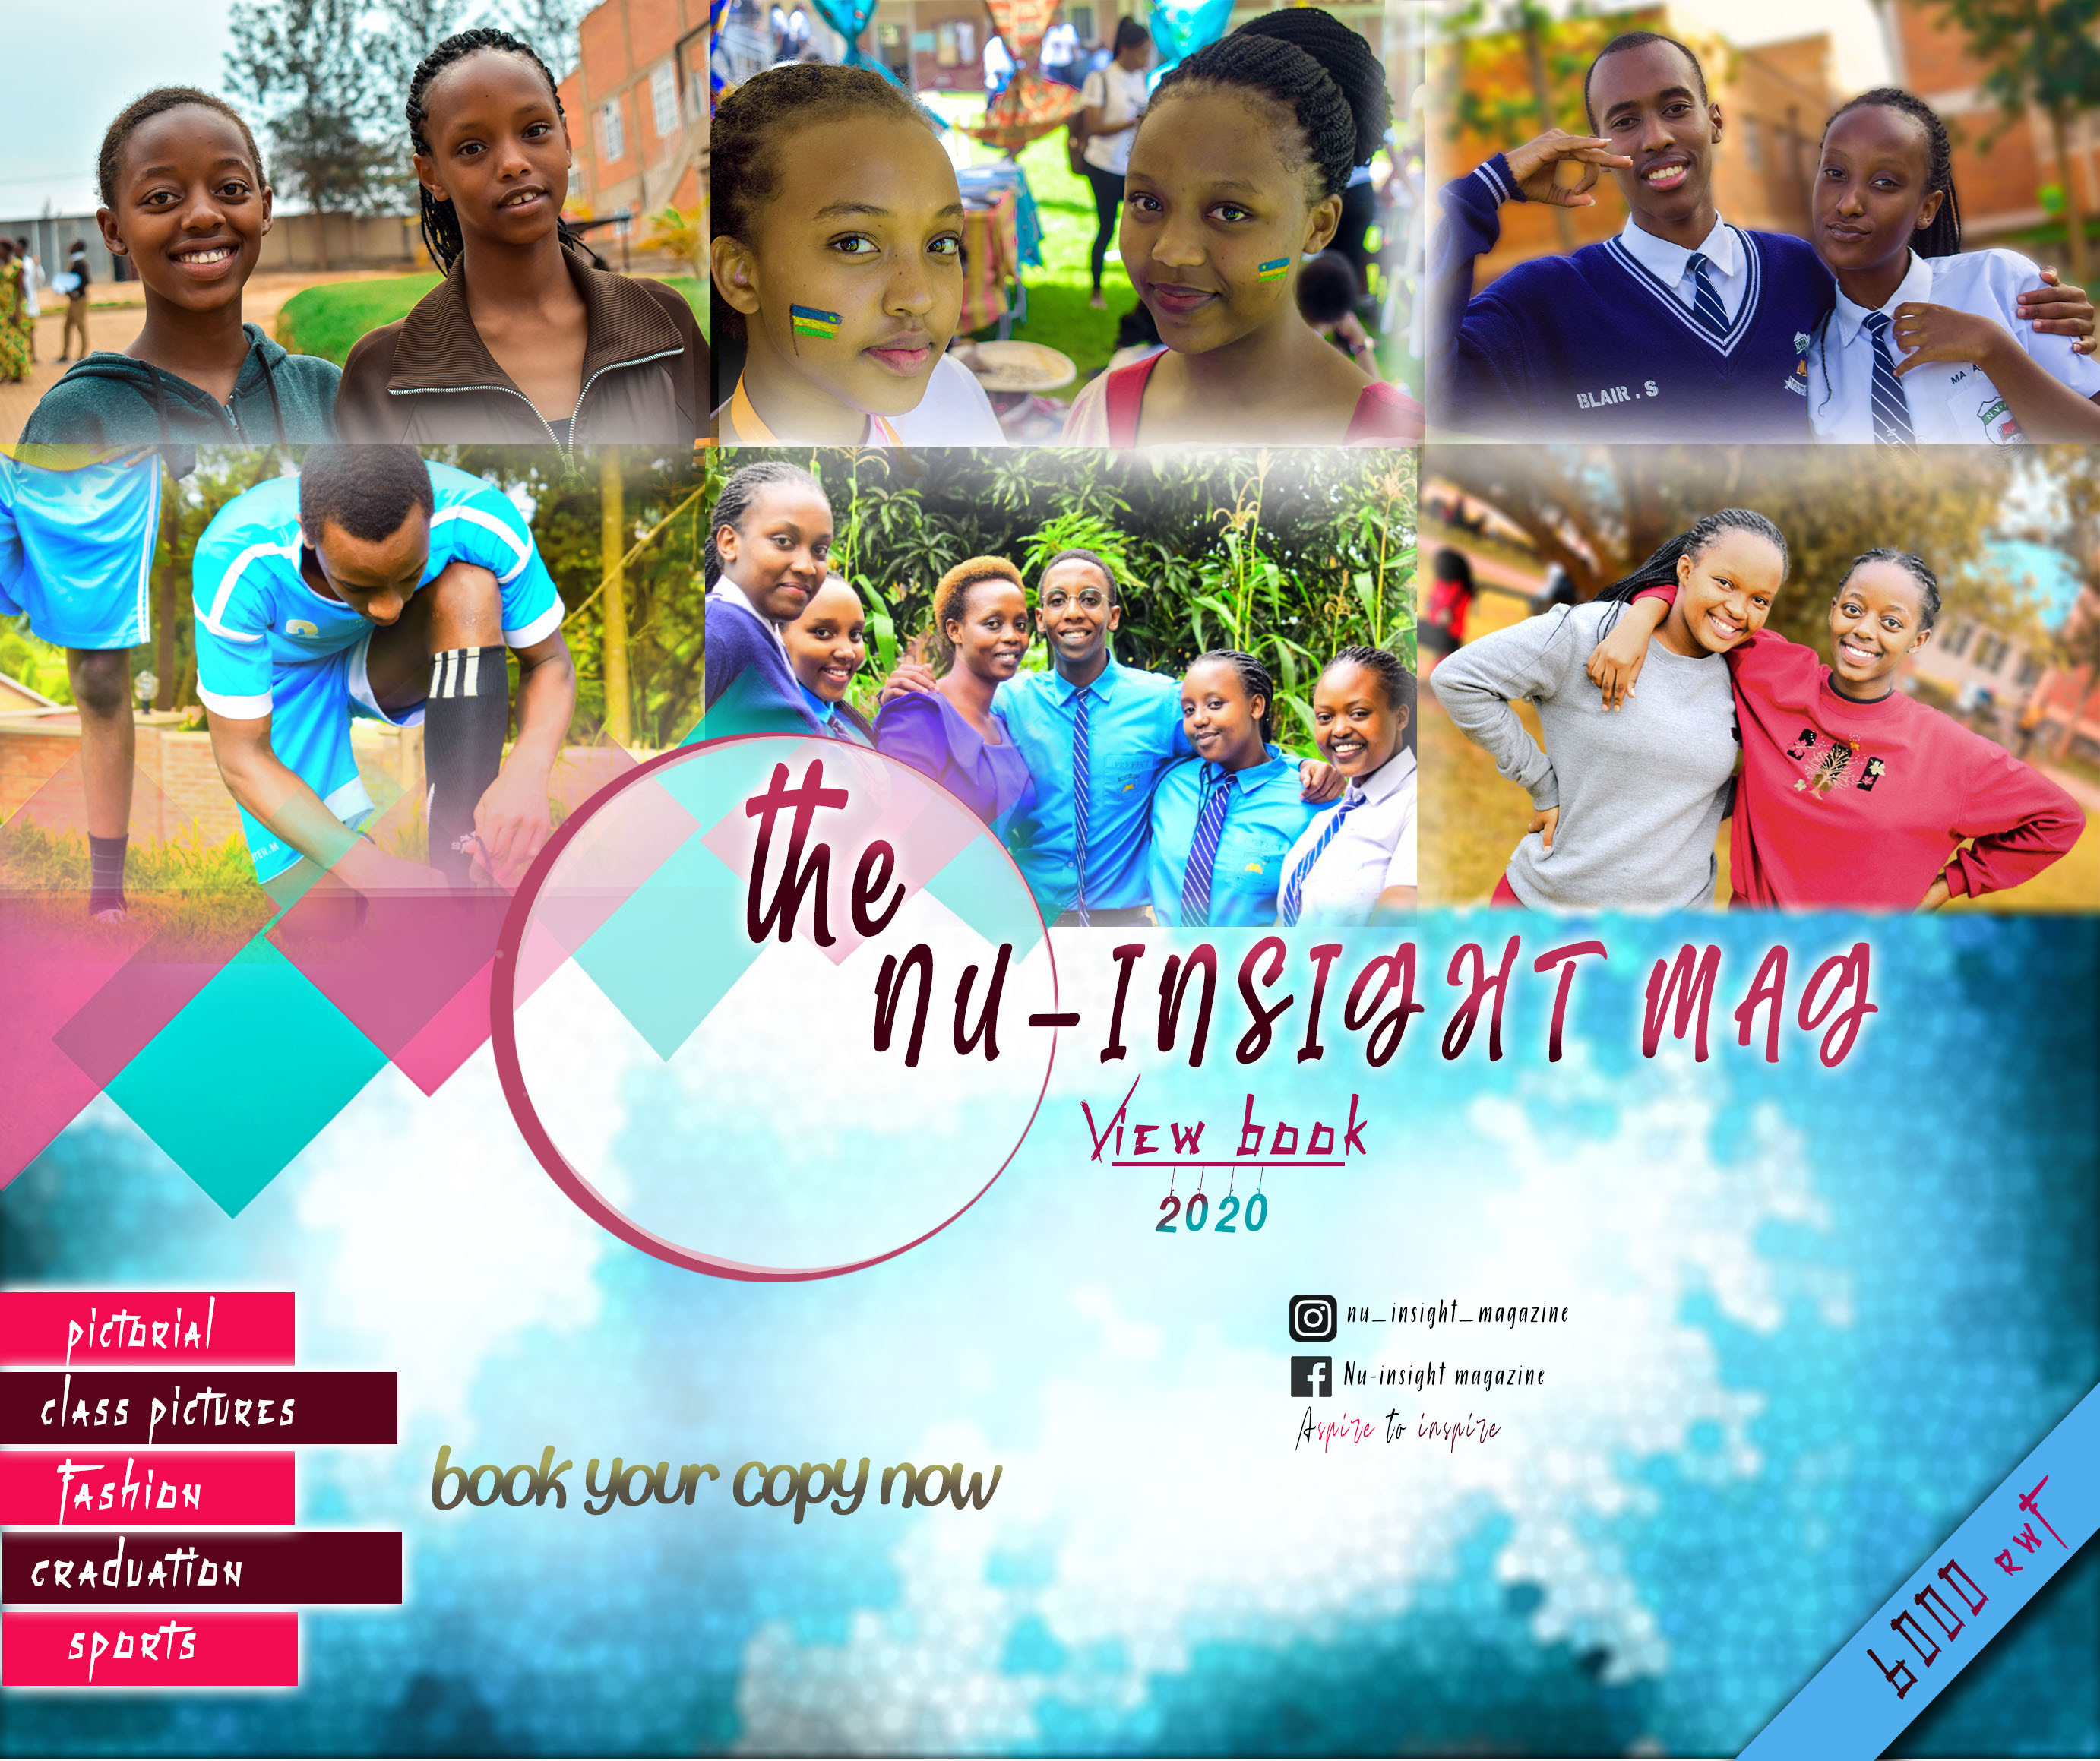 BLAIR . S
PREFECT
the
NU-INSIGHT MAG
View book
2020
pictorial
class pictures
Fashion
Graduation
sports
nu_insight_magazine
Nu-insight magazine
Aspire to inspire
book your copy now
6000 RWF